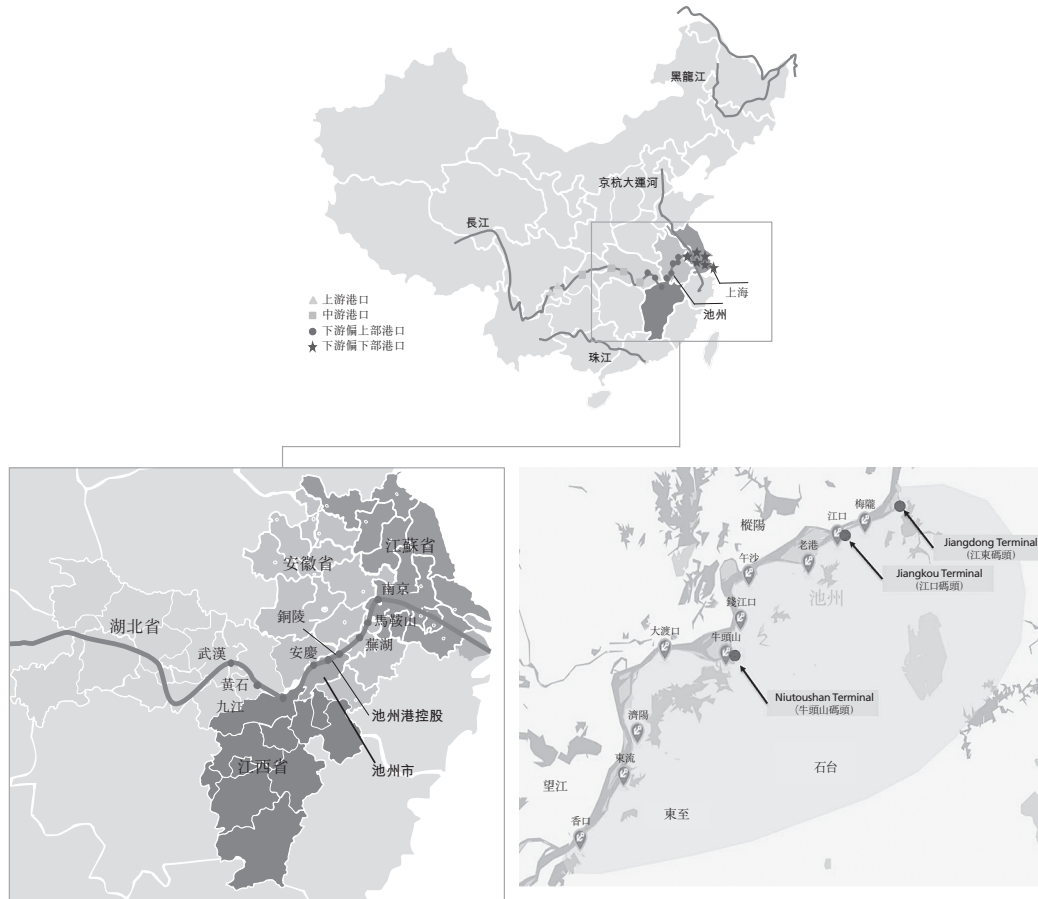 黑龍江
京杭大運河
長江
上海
池州
珠江
上游港口
中游港口
下游偏上部港口
下游偏下部港口
江蘇省
安徽省
南京
銅陵
馬鞍山
湖北省
蕪湖
武漢
安慶
黃石
九江
池州港控股
江西省
池州市
梅隴
江口
樅陽
老港
Jiangdong Terminal
(江東碼頭)
午沙
Jiangkou Terminal
(江口碼頭)
池州
錢江口
大渡口
牛頭山
Niutoushan Terminal
(牛頭山碼頭)
濟陽
東流
石台
望江
東至
香口